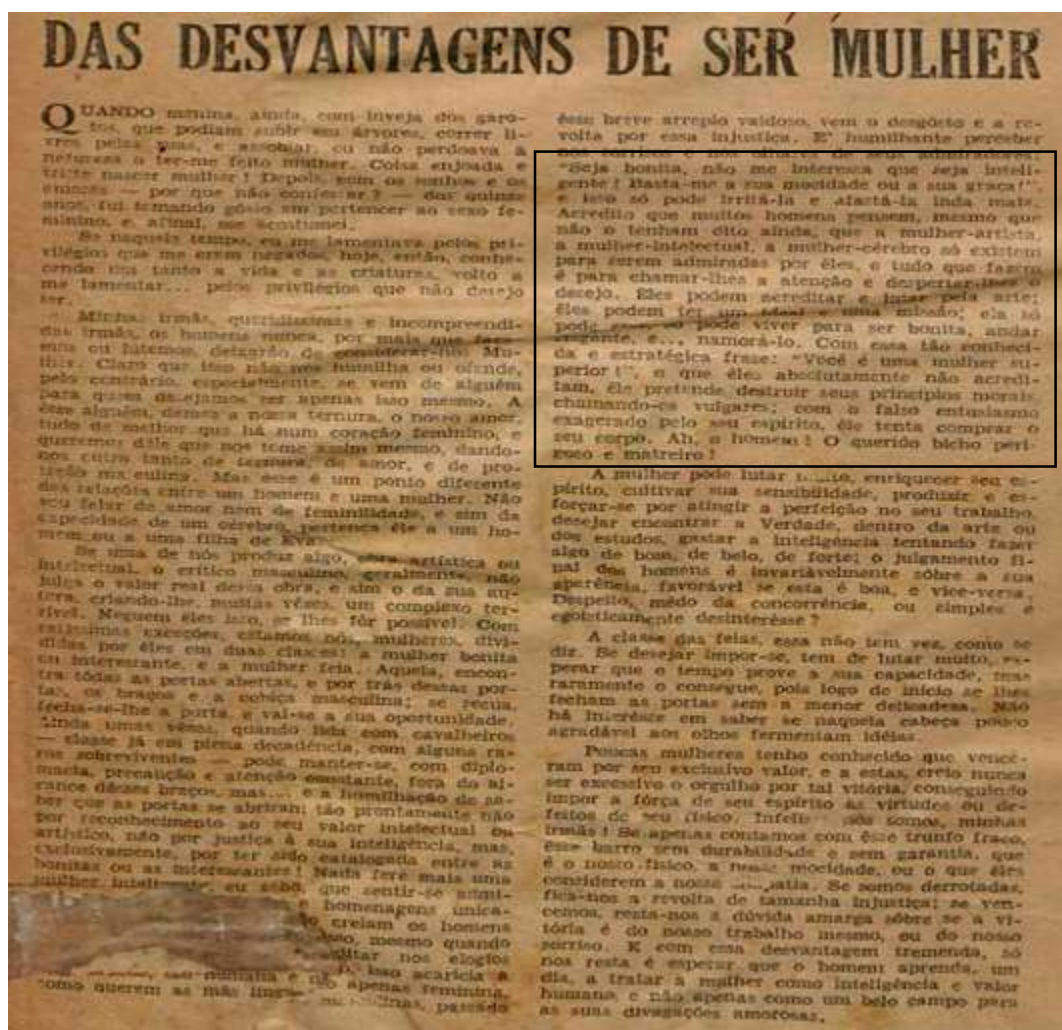 DAS DESVANTAGENS DE SER MULHER
QUANDO menina, ainda, com inveja dos garo-
tos, que podiam subir em árvores, correr li-
vres pelas ruas, e assobiar, eu não perdoava à
natureza o ter-me feito mulher. Coisa enjoada e
triste nascer mulher! Depois, com os sonhos e os
— por que não confessar? — dos quinze
anos, fui tomando gôsto em pertencer ao sexo fe-
minino, e, afinal, me acostumei.
Se naquele tempo, eu me lamentava pelos pri-
vilégios que me eram negados, hoje, então, conhe-
cendo um tanto a vida e as criaturas, volto a
me lamentar... pelos privilégios que não desejo
ter.
Minhas irmãs, queridíssimas e incompreendi-
das irmãs, os homens nunca, por mais que faça-
mos ou lutemos, deixarão de considerar-nos Mu-
lher. Claro que isso não nos humilha ou ofende,
pelo contrário, especialmente, se vem de alguém
para quem desejamos ser apenas isso mesmo. A
êsse alguém, damos a nossa ternura, o nosso amor,
tudo de melhor que há num coração feminino, e
queremos dêle que nos tome assim mesmo, dando-
nos outro tanto de ternura, de amor, e de pro-
teção masculina. Mas êsse é um ponto diferente
das relações entre um homem e uma mulher. Não
vou falar de amor nem de feminilidade, e sim da
capacidade de um cérebro, pertença êle a um ho-
mem ou a uma filha de Eva.
Se uma de nós produz algo, obra artística ou
intelectual, o crítico masculino, geralmente, não
julga o valor real dessa obra, e sim o da sua au-
tora, criando-lhe, muitas vêzes, um complexo ter-
rível. Neguem êles isso, se lhes fôr possível. Com
raríssimas exceções, estamos nós, mulheres, divi-
didas por êles em duas classes: a mulher bonita
ou interessante, e a mulher feia. Aquela, encon-
tra tôdas as portas abertas, e por trás dessas por-
tas, os braços e a cobiça masculina; se recua,
fecha-se-lhe a porta, e vai-se a sua oportunidade.
Ainda umas vêzes, quando lida com cavalheiros
— classe já em plena decadência, com alguns ra-
ros sobreviventes — pode manter-se, com diplo-
macia, precaução e atenção constante, fora do al-
cance dêsses braços, mas... e a humilhação de sa-
ber que as portas se abriram tão prontamente não
por reconhecimento ao seu valor intelectual ou
artístico, não por justiça à sua inteligência, mas,
exclusivamente, por ter sido catalogada entre as
bonitas ou as interessantes! Nada fere mais uma
mulher inteligente, eu acho, que sentir-se admi-
e homenagens unica-
creiam os homens
mesmo quando
nos elogios
isso acaricia a
humana e apenas feminina,
como querem as más passado
êsse breve arrepio vaidoso, vem o desgôsto e a re-
volta por essa injustiça. E' humilhante perceber
nos sorrisos e nos olhares de seus admiradores:
"Seja bonita, não me interessa que seja inteli-
gente! Basta-me a sua mocidade ou a sua graça!"
e isso só pode irritá-la e afastá-la inda mais.
Acredito que muitos homens pensem, mesmo que
não o tenham dito ainda, que a mulher-artista,
a mulher-intelectual, a mulher-cérebro só existem
para serem admiradas por êles, e tudo que fazem
é para chamar-lhes a atenção e despertar-lhes o
desejo. Eles podem acreditar e lutar pela arte;
êles podem ter um ideal e uma missão; ela só
pode pode viver para ser bonita, andar
elegante, e... namorá-lo. Com essa tão conheci-
da e estratégica frase: "Você é uma mulher su-
perior!", o que êles absolutamente não acredi-
tam, êle pretende destruir seus princípios morais,
chamando-os vulgares; com o falso entusiasmo
exagerado pelo seu espírito, êle tenta comprar o
seu corpo. Ah, o homem! O querido bicho peri-
goso e matreiro!
A mulher pode lutar muito, enriquecer seu es-
pírito, cultivar sua sensibilidade, produzir e es-
forçar-se por atingir a perfeição no seu trabalho,
desejar encontrar a Verdade, dentro da arte ou
dos estudos, gastar a inteligência tentando fazer
algo de bom, de belo, de forte; o julgamento fi-
nal dos homens é invariàvelmente sôbre a sua
aparência, favorável se esta é boa, e vice-versa.
Despeito, mêdo da concorrência, ou simples e
egoìsticamente desinterêsse?
A classe das feias, essa não tem vez, como se
diz. Se desejar impor-se, tem de lutar muito, es-
perar que o tempo prove a sua capacidade, mas
raramente o consegue, pois logo de início se lhes
fecham as portas sem a menor delicadeza. Não
há interêsse em saber se naquela cabeça pouco
agradável aos olhos fermentam idéias.
Poucas mulheres tenho conhecido que vence-
ram por seu exclusivo valor, e a estas, creio nunca
ser excessivo o orgulho por tal vitória, conseguindo
impor a fôrça de seu espírito às virtudes ou de-
feitos de seu físico. nós somos, minhas
irmãs! Se apenas contamos com êsse trunfo fraco,
êsse barro sem durabilidade e sem garantia, que
é o nosso físico, a nossa mocidade, ou o que êles
considerem a nossa Se somos derrotadas,
fica-nos a revolta de tamanha injustiça; se ven-
cemos, resta-nos a dúvida amarga sôbre se a vi-
tória é do nosso trabalho mesmo, ou do nosso
sorriso. E com essa desvantagem tremenda, só
nos resta é esperar que o homem aprenda, um
dia, a tratar a mulher como inteligência e valor
humano e não apenas como um belo campo para
as suas divagações amorosas.